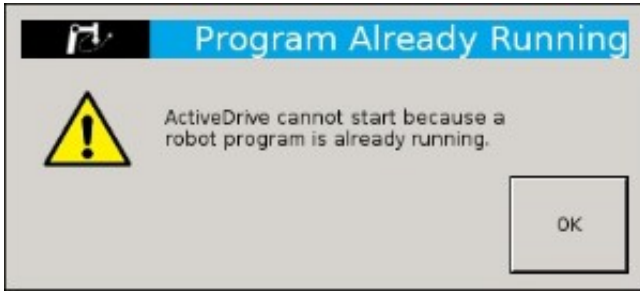 Program Already Running
ActiveDrive cannot start because a
robot program is already running.
OK